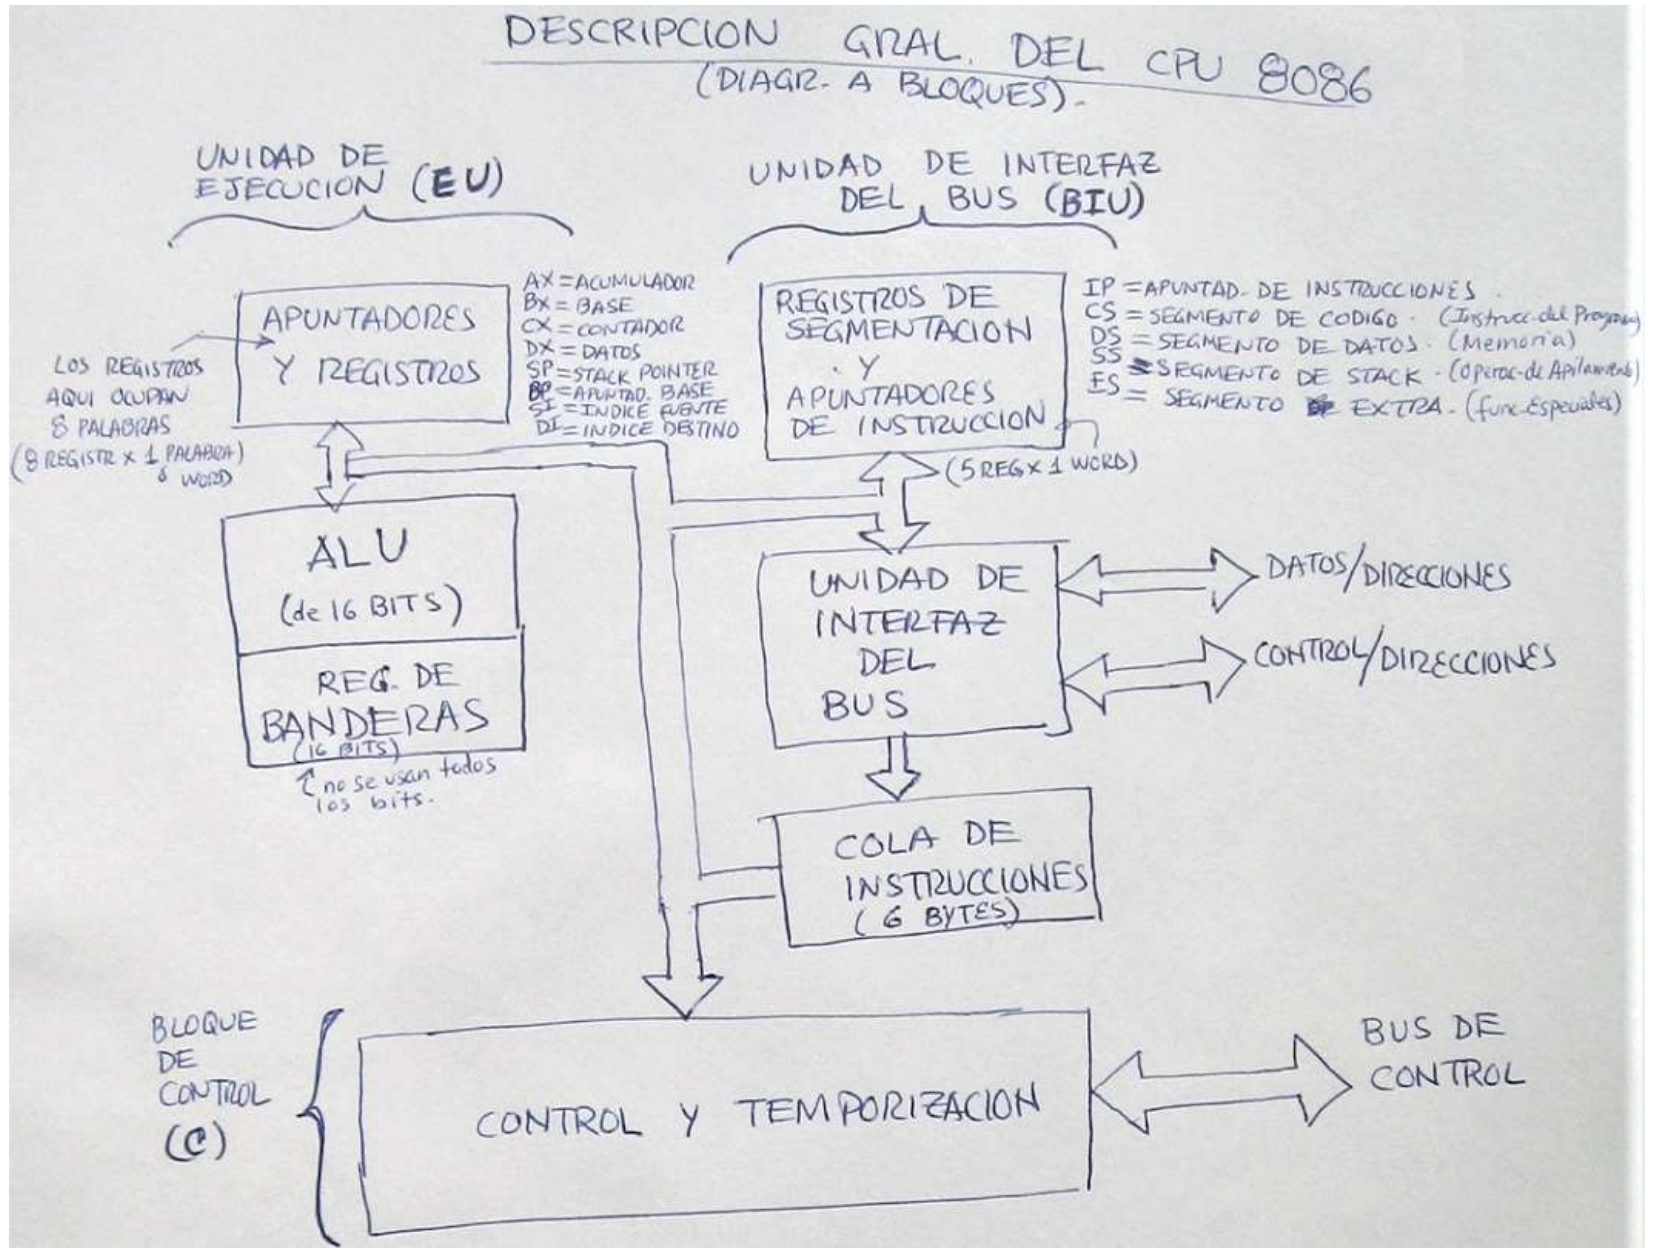 DESCRIPCION GRAL. DEL CPU 8086
(DIAGR. A BLOQUES).
UNIDAD DE
EJECUCION (EU)
UNIDAD DE INTERFAZ
DEL BUS (BIU)
APUNTADORES
Y REGISTROS
LOS REGISTROS
AQUI OCUPAN
8 PALABRAS
(8 REGISTR x 1 PALABRA)
ó WORD
AX = ACUMULADOR
BX = BASE
CX = CONTADOR
DX = DATOS
SP = STACK POINTER
BP = APUNTAD. BASE
SI = INDICE FUENTE
DI = INDICE DESTINO
REGISTROS DE
SEGMENTACION
Y
APUNTADORES
DE INSTRUCCION
(5 REG x 1 WORD)
IP = APUNTAD. DE INSTRUCCIONES.
CS = SEGMENTO DE CODIGO. (Instrucc. del Programa)
DS = SEGMENTO DE DATOS. (Memoria)
SS = SEGMENTO DE STACK. (Operac. de Apilamiento)
ES = SEGMENTO EXTRA. (func. Especiales)
ALU
(de 16 BITS)
REG. DE
BANDERAS
(16 BITS)
no se usan todos
los bits.
UNIDAD DE
INTERFAZ
DEL
BUS
DATOS/DIRECCIONES
CONTROL/DIRECCIONES
COLA DE
INSTRUCCIONES
(6 BYTES)
BLOQUE
DE
CONTROL
(C)
CONTROL Y TEMPORIZACION
BUS DE
CONTROL